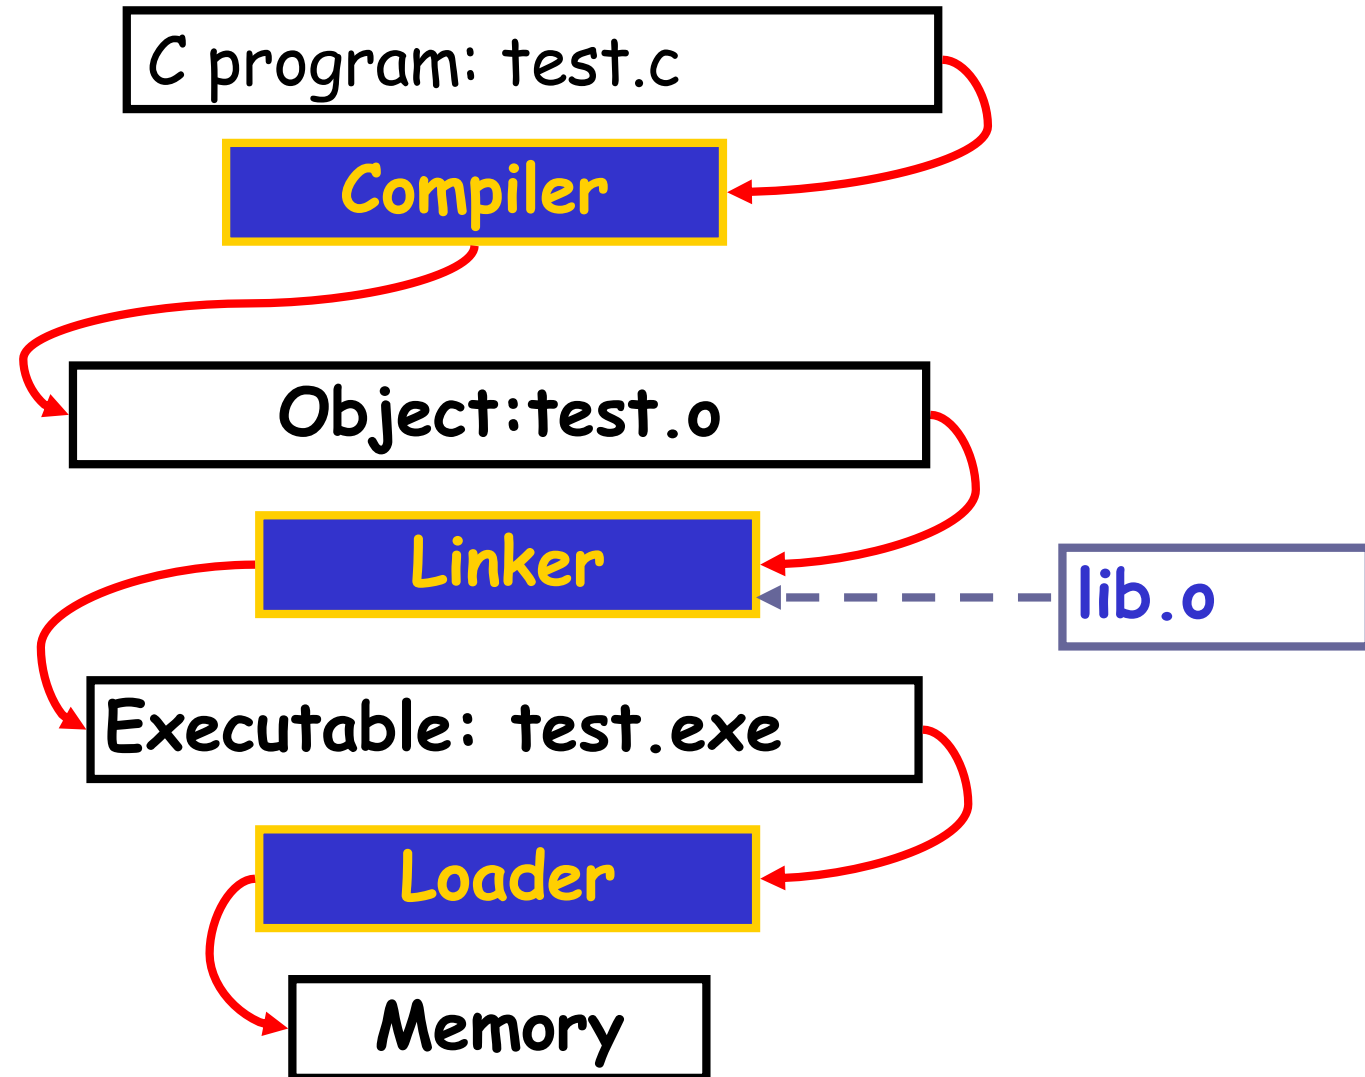 C program: test.c
Compiler
Object:test.o
Linker
lib.o
Executable: test.exe
Loader
Memory